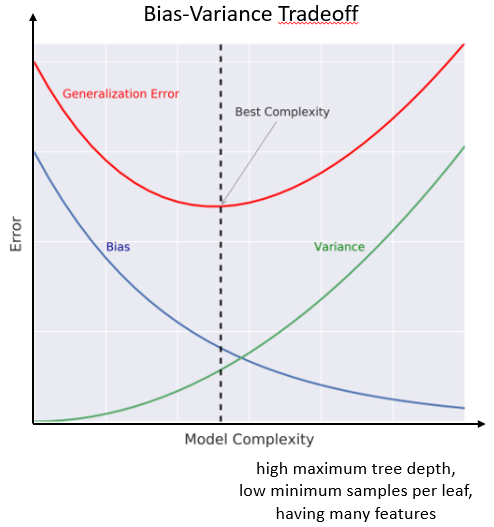 Bias-Variance Tradeoff
Generalization Error
Best Complexity
Bias
Variance
Error
Model Complexity
high maximum tree depth,
low minimum samples per leaf,
having many features